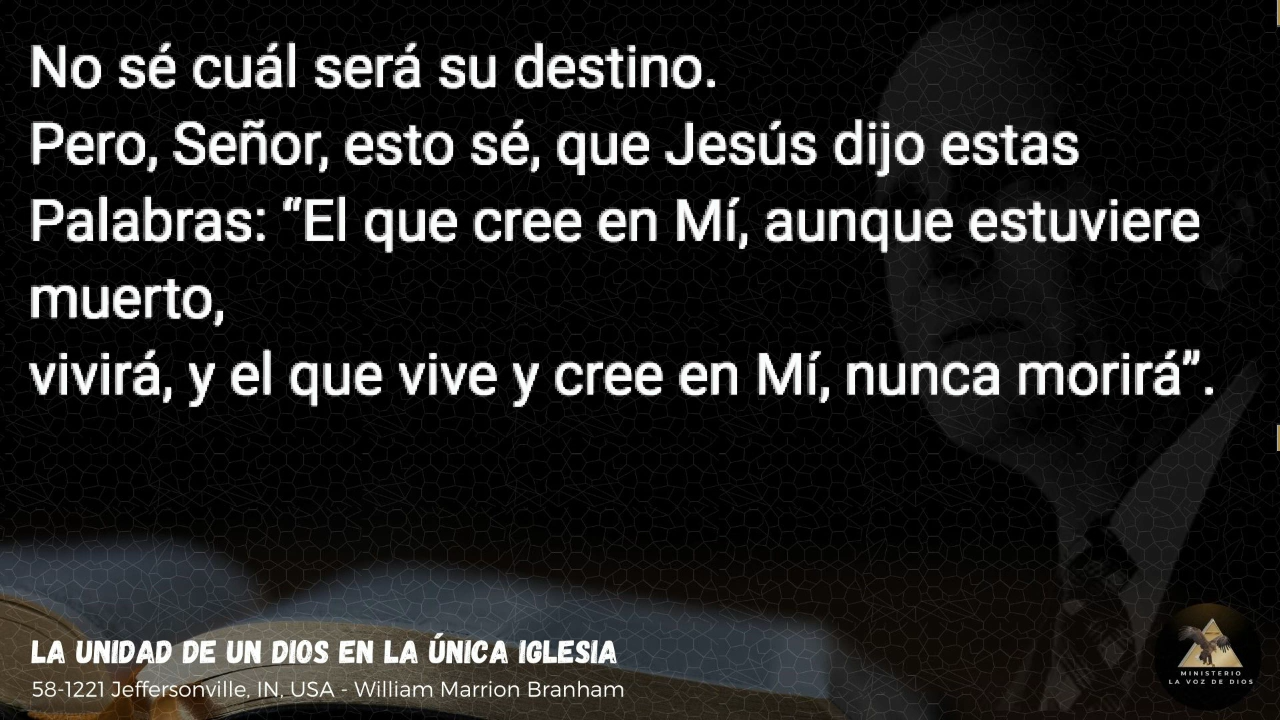 No sé cuál será su destino.
Pero, Señor, esto sé, que Jesús dijo estas
Palabras: “El que cree en Mí, aunque estuviere
muerto,
vivirá, y el que vive y cree en Mí, nunca morirá”.
LA UNIDAD DE UN DIOS EN LA ÚNICA IGLESIA
58-1221 Jeffersonville, IN, USA - William Marrion Branham
MINISTERIO
LA VOZ DE DIOS